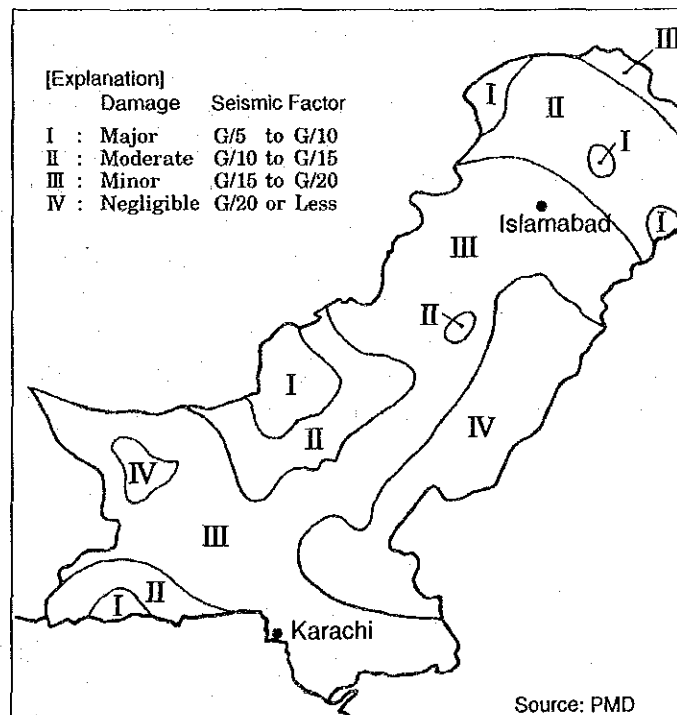 [Explanation]
Damage Seismic Factor
I : Major G/5 to G/10
II : Moderate G/10 to G/15
III : Minor G/15 to G/20
IV : Negligible G/20 or Less
III
I
II
I
Islamabad
I
III
II
I
IV
II
IV
III
II
I
Karachi
Source: PMD